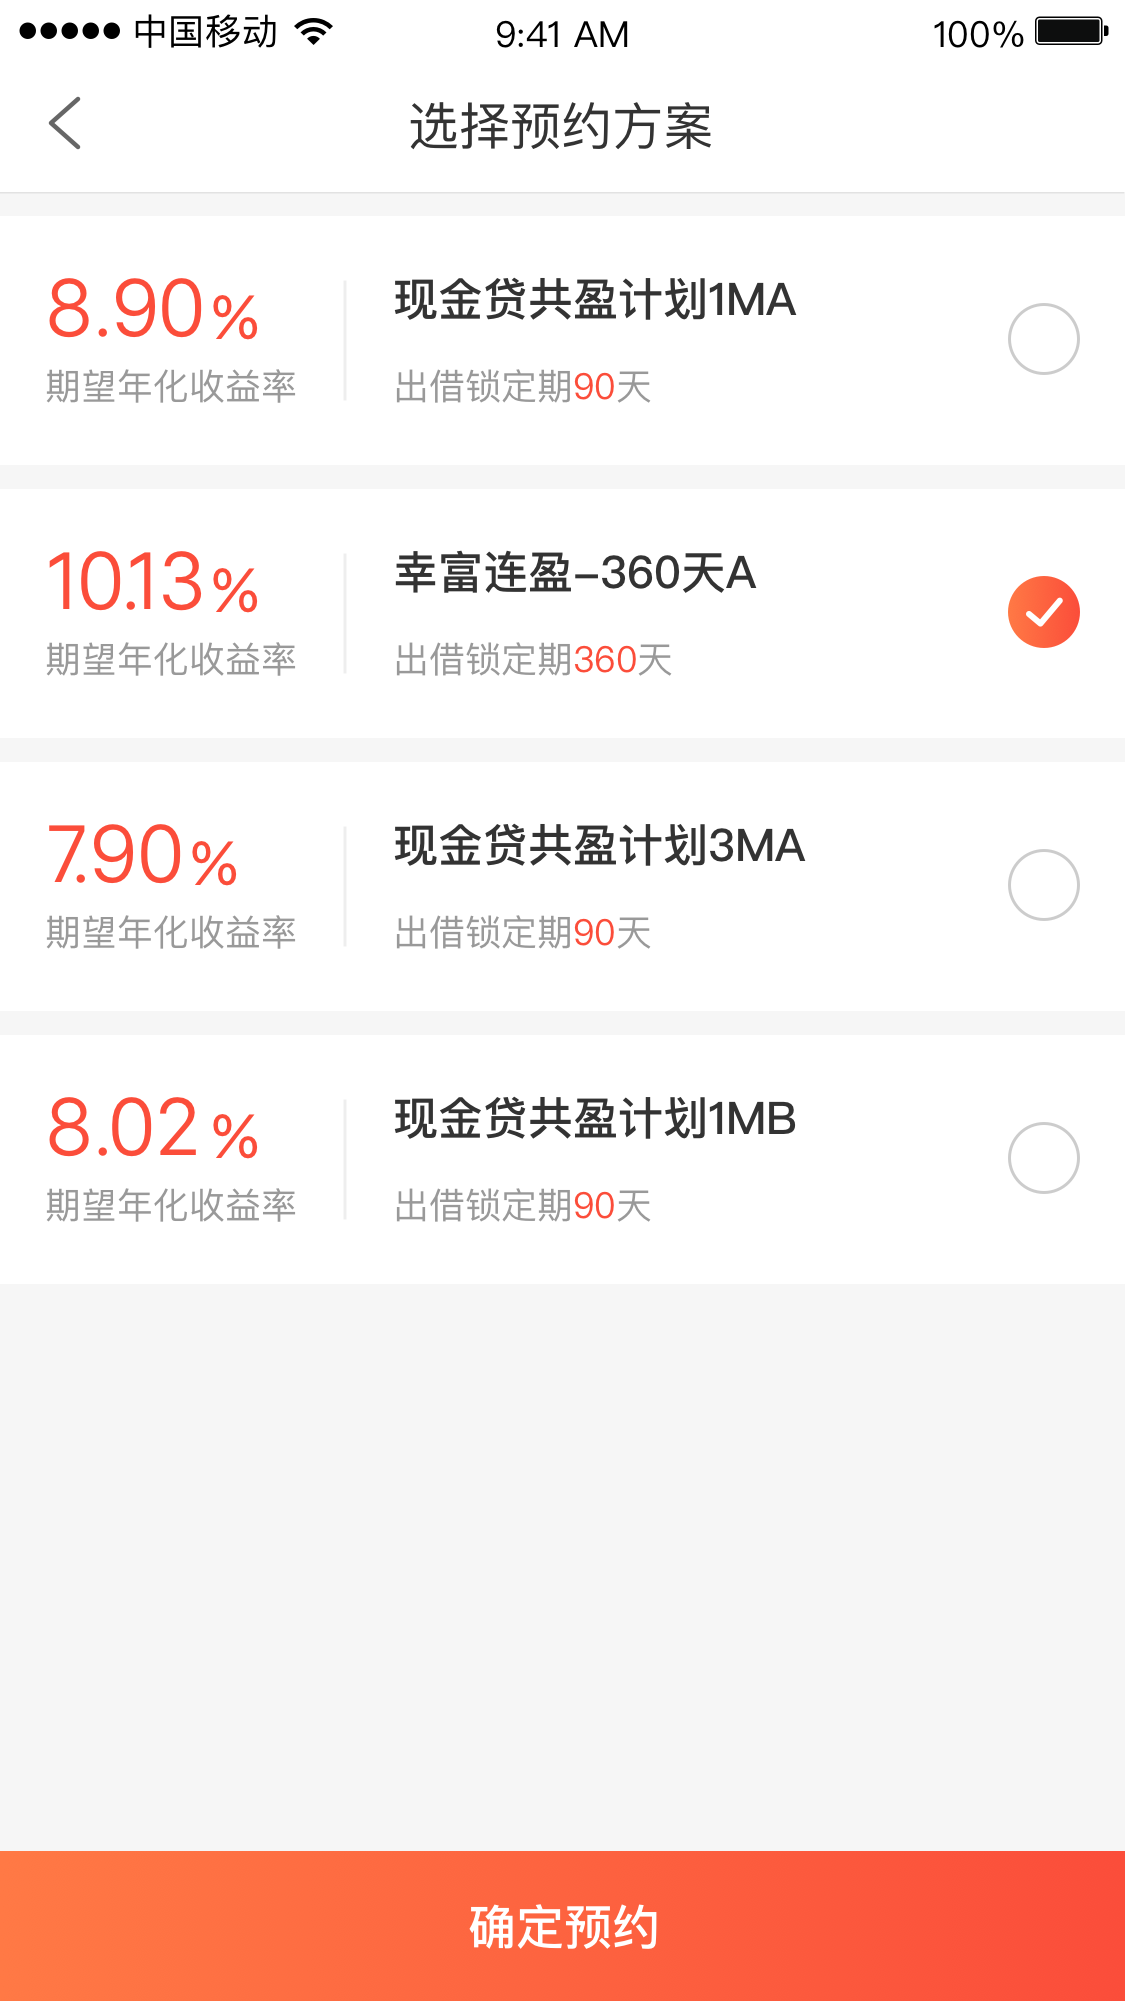 中国移动 9:41 AM 100%
选择预约方案
8.90%
期望年化收益率
现金贷共盈计划1MA
出借锁定期90天
10.13%
期望年化收益率
幸富连盈-360天A
出借锁定期360天
7.90%
期望年化收益率
现金贷共盈计划3MA
出借锁定期90天
8.02%
期望年化收益率
现金贷共盈计划1MB
出借锁定期90天
确定预约